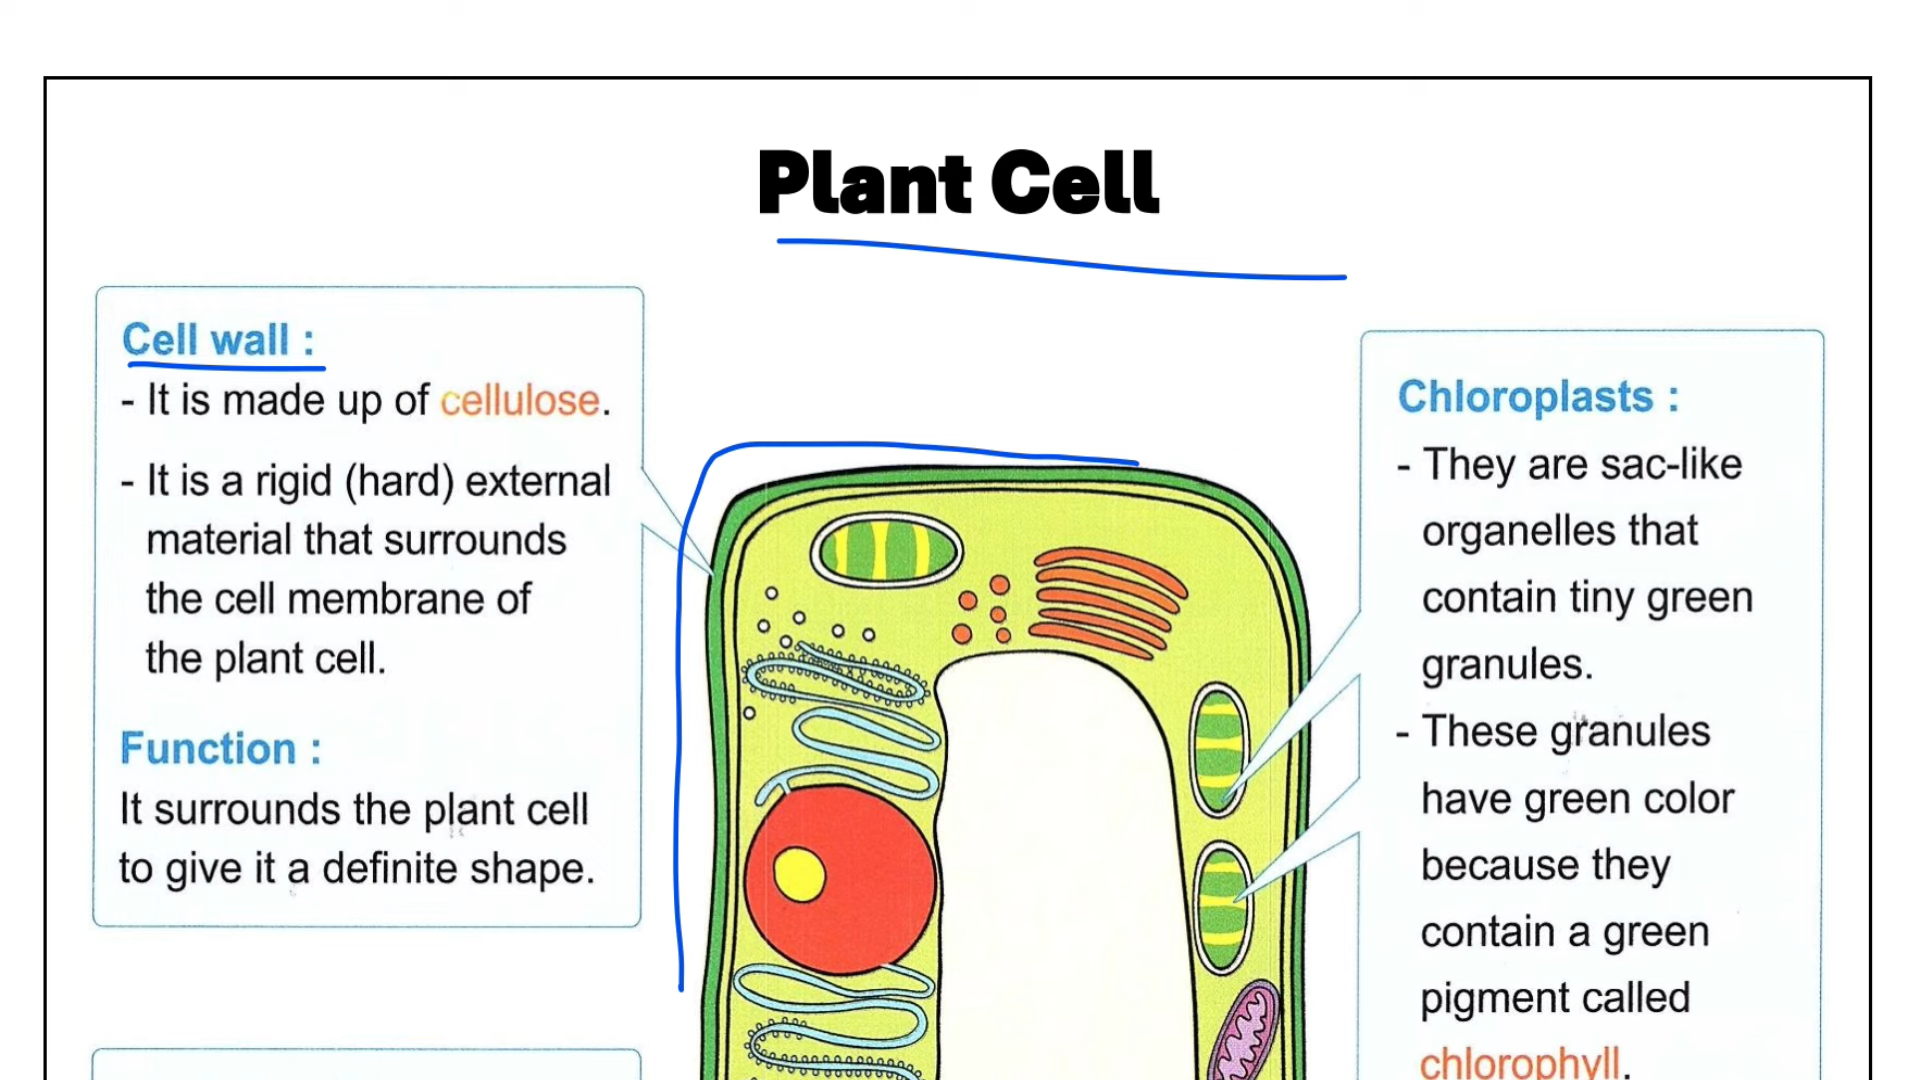 Plant Cell
Cell wall :
- It is made up of cellulose.
- It is a rigid (hard) external
material that surrounds
the cell membrane of
the plant cell.
Function :
It surrounds the plant cell
to give it a definite shape.
Chloroplasts :
- They are sac-like
organelles that
contain tiny green
granules.
- These granules
have green color
because they
contain a green
pigment called
chlorophyll.